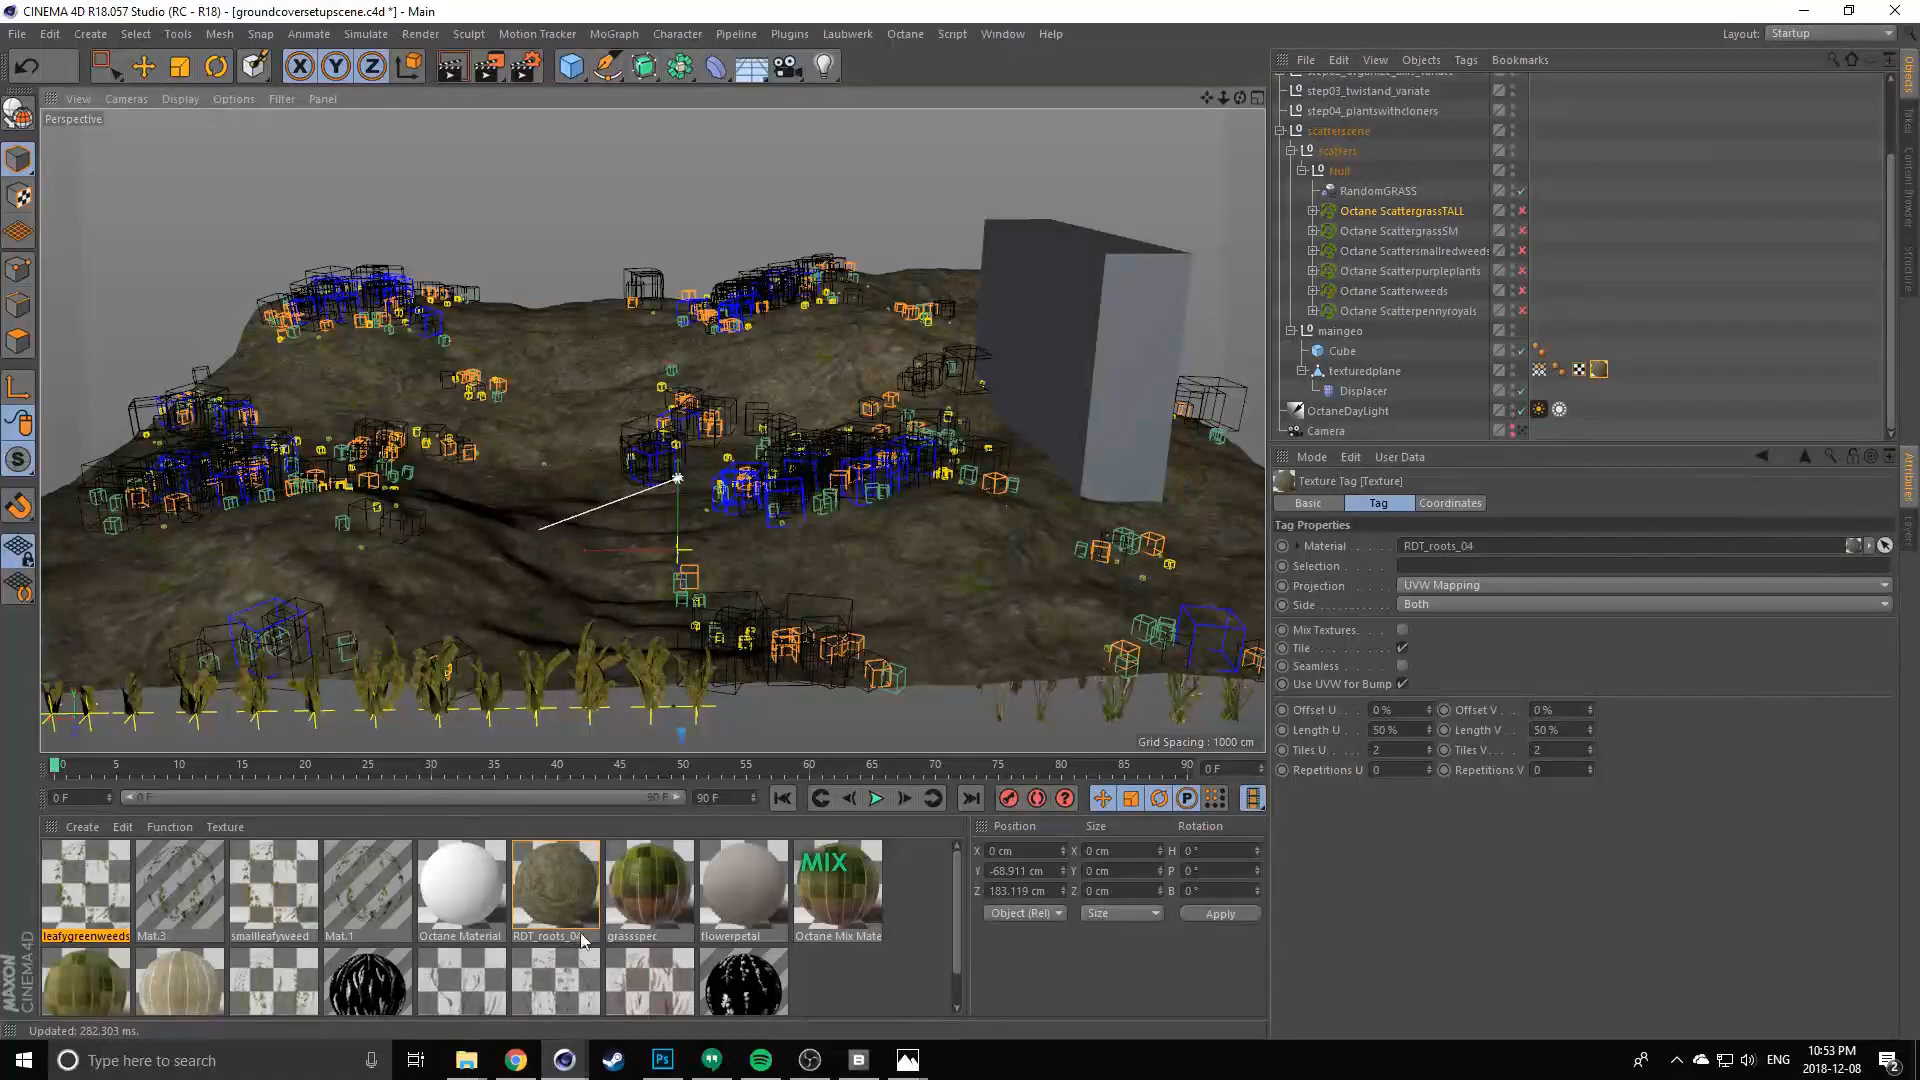 CINEMA 4D R18.057 Studio (RC - R18) - [groundcoversetupscene.c4d *] - Main
File Edit Create Select Tools Mesh Snap Animate Simulate Render Sculpt Motion Tracker MoGraph Character Pipeline Plugins Laubwerk Octane Script Window Help
Layout: Startup
View Cameras Display Options Filter Panel
Perspective
Grid Spacing : 1000 cm
File Edit View Objects Tags Bookmarks
step03_twistand_variate
step04_plantswithcloners
scatterscene
scatters
Null
RandomGRASS
Octane ScattergrassTALL
Octane ScattergrassSM
Octane Scattersmallredweeds
Octane Scatterpurpleplants
Octane Scatterweeds
Octane Scatterpennyroyals
maingeo
Cube
texturedplane
Displacer
OctaneDayLight
Camera
Objects
Takes
Content Browser
Structure
Mode Edit User Data
Texture Tag [Texture]
Basic Tag Coordinates
Tag Properties
Material RDT_roots_04
Selection
Projection UVW Mapping
Side Both
Mix Textures
Tile
Seamless
Use UVW for Bump
Offset U 0 % Offset V 0 %
Length U 50 % Length V 50 %
Tiles U 2 Tiles V 2
Repetitions U 0 Repetitions V 0
Attributes
Layers
0 5 10 15 20 25 30 35 40 45 50 55 60 65 70 75 80 85 90 0 F
0 F 0 F 90 F 90 F
Create Edit Function Texture
leafygreenweeds Mat.3 smallleafyweed Mat.1 Octane Material RDT_roots_04 grassspec flowerpetal Octane Mix Mate
MIX
Position Size Rotation
X 0 cm X 0 cm H 0 °
Y -68.911 cm Y 0 cm P 0 °
Z 183.119 cm Z 0 cm B 0 °
Object (Rel) Size Apply
MAXON
CINEMA 4D
Updated: 282.303 ms.
Type here to search
ENG
10:53 PM
2018-12-08
2